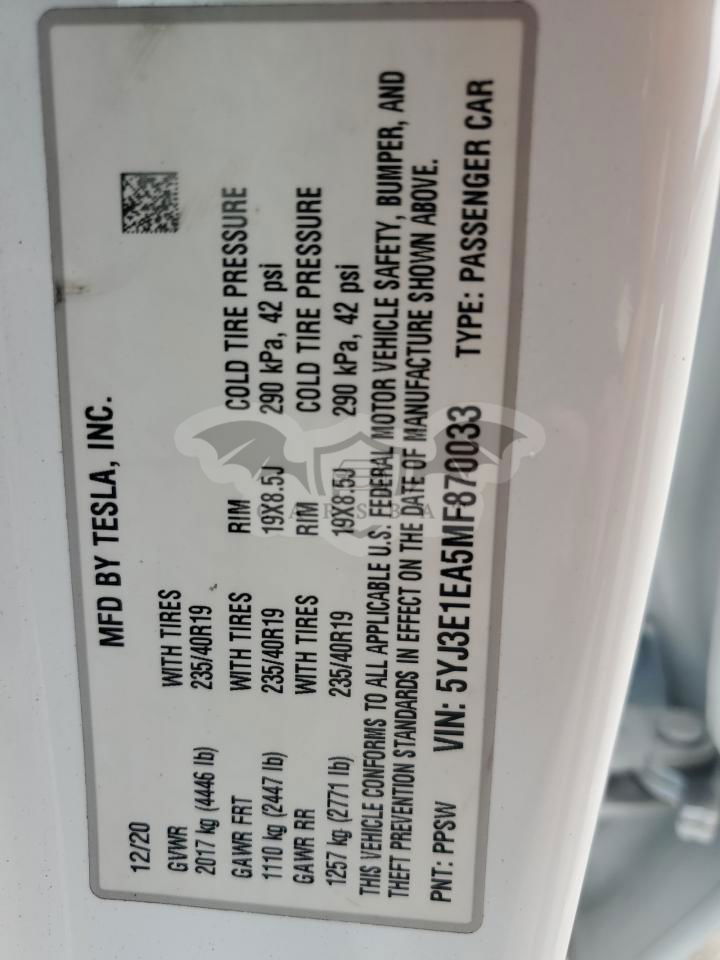 MFD BY TESLA, INC.
12/20
GVWR WITH TIRES
2017 kg (4446 lb) 235/40R19
GAWR FRT WITH TIRES RIM COLD TIRE PRESSURE
1110 kg (2447 lb) 235/40R19 19X8.5J 290 kPa, 42 psi
GAWR RR WITH TIRES RIM COLD TIRE PRESSURE
1257 kg (2771 lb) 235/40R19 19X8.5J 290 kPa, 42 psi
THIS VEHICLE CONFORMS TO ALL APPLICABLE U.S. FEDERAL MOTOR VEHICLE SAFETY, BUMPER, AND
THEFT PREVENTION STANDARDS IN EFFECT ON THE DATE OF MANUFACTURE SHOWN ABOVE.
PNT: PPSW VIN: 5YJ3E1EA5MF870033 TYPE: PASSENGER CAR